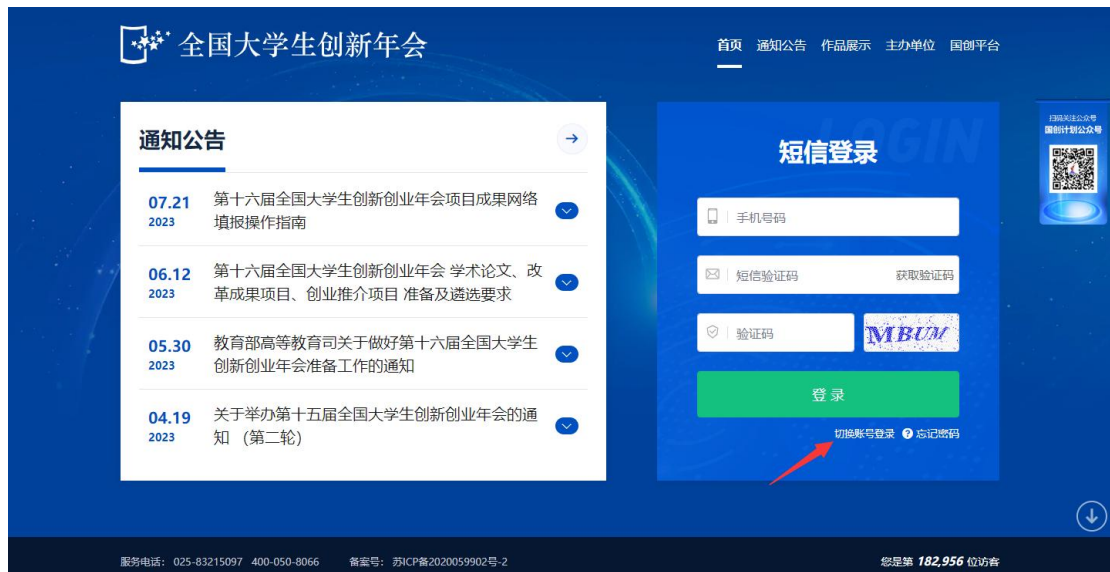 全国大学生创新年会
首页 通知公告 作品展示 主办单位 国创平台
通知公告
07.21
2023
第十六届全国大学生创新创业年会项目成果网络
填报操作指南
06.12
2023
第十六届全国大学生创新创业年会 学术论文、改
革成果项目、创业推介项目 准备及遴选要求
05.30
2023
教育部高等教育司关于做好第十六届全国大学生
创新创业年会准备工作的通知
04.19
2023
关于举办第十五届全国大学生创新创业年会的通
知 （第二轮）
LOGIN
短信登录
手机号码
短信验证码 获取验证码
验证码 MBUM
登 录
切换账号登录 ? 忘记密码
扫码关注公众号
国创计划公众号
服务电话： 025-83215097 400-050-8066 备案号： 苏ICP备2020059902号-2
您是第 182,956 位访客